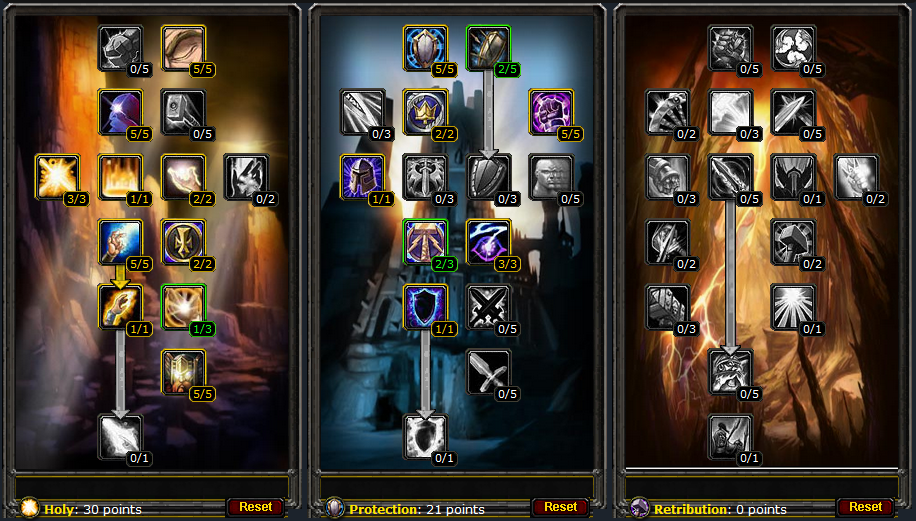 0/5 5/5
5/5 0/5
3/3 1/1 2/2 0/2
5/5 2/2
1/1 1/3
5/5
0/1
Holy: 30 points Reset
5/5 2/5
0/3 2/2 5/5
1/1 0/3 0/3 0/5
2/3 3/3
1/1 0/5
0/5
0/1
Protection: 21 points Reset
0/5 0/5
0/2 0/3 0/5
0/3 0/5 0/1 0/2
0/2 0/2
0/3 0/1
0/5
0/1
Retribution: 0 points Reset